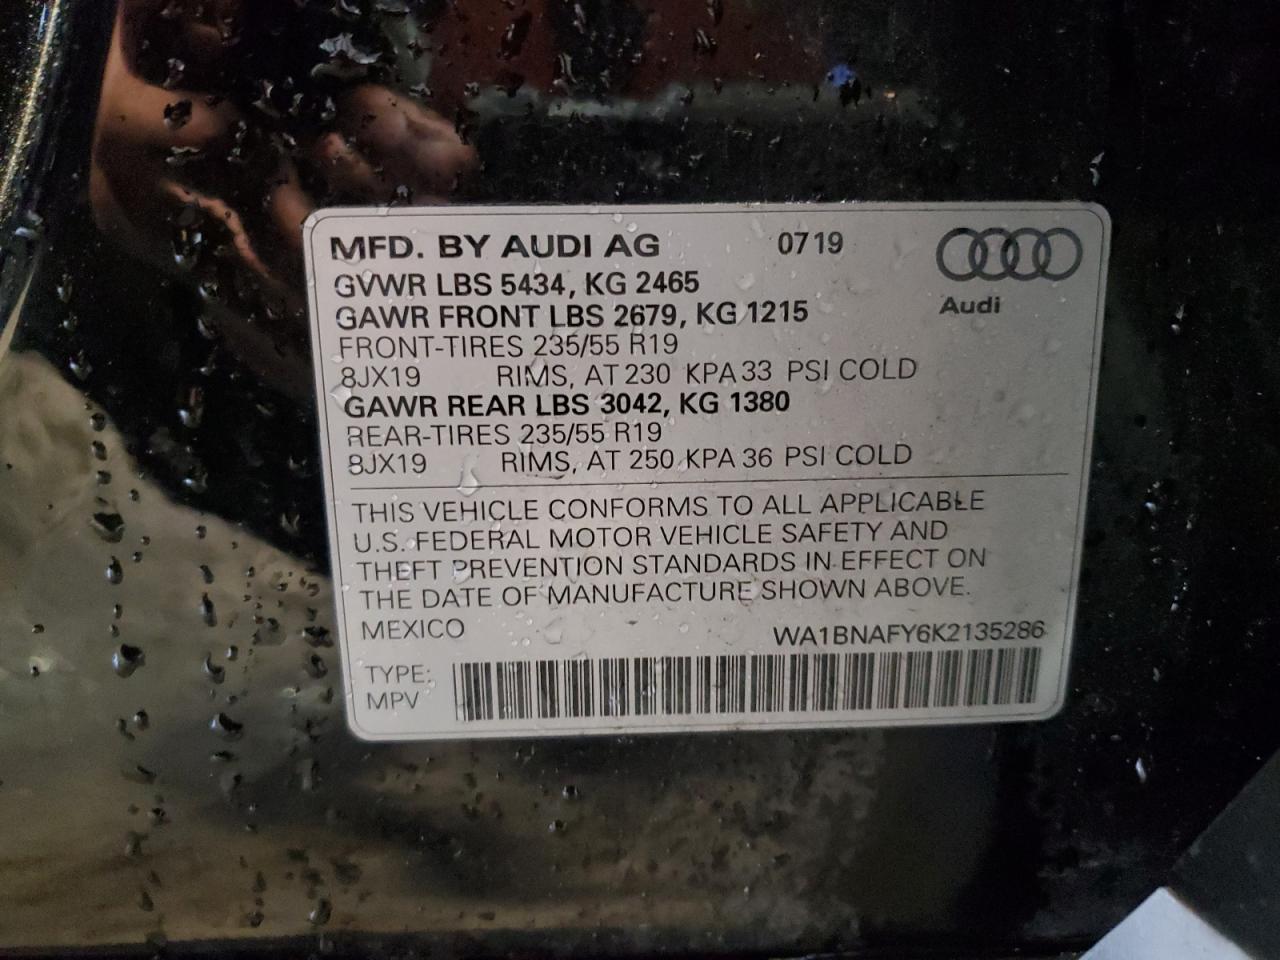 MFD. BY AUDI AG 0719
GVWR LBS 5434, KG 2465
GAWR FRONT LBS 2679, KG 1215
Audi
FRONT-TIRES 235/55 R19
8JX19 RIMS, AT 230 KPA 33 PSI COLD
GAWR REAR LBS 3042, KG 1380
REAR-TIRES 235/55 R19
8JX19 RIMS, AT 250 KPA 36 PSI COLD
THIS VEHICLE CONFORMS TO ALL APPLICABLE
U.S. FEDERAL MOTOR VEHICLE SAFETY AND
THEFT PREVENTION STANDARDS IN EFFECT ON
THE DATE OF MANUFACTURE SHOWN ABOVE.
MEXICO WA1BNAFY6K2135286
TYPE:
MPV